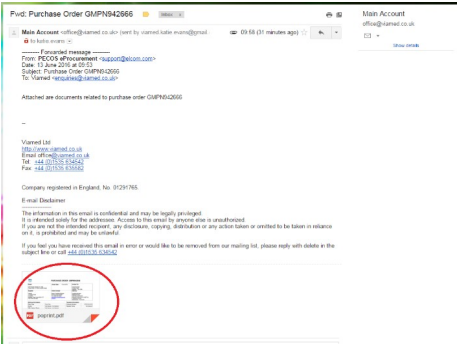 Fwd: Purchase Order GMPN942666
Inbox x
Main Account
office@viamed.co.uk
Show details
Main Account <office@viamed.co.uk> (sent by viamed.katie.evans@gmail
09:58 (31 minutes ago)
to katie.evans
---------- Forwarded message ----------
From: PECOS eProcurement <support@elcom.com>
Date: 13 June 2016 at 09:53
Subject: Purchase Order GMPN942666
To: Viamed <enquiries@viamed.co.uk>
Attached are documents related to purchase order GMPN942666
--
Viamed Ltd
http://www.viamed.co.uk
Email office@viamed.co.uk
Tel: +44 (0)1535 634542
Fax: +44 (0)1535 635582
Company registered in England, No. 01291765.
E-mail Disclaimer
The information in this email is confidential and may be legally privileged.
It is intended solely for the addressee. Access to this email by anyone else is unauthorized.
If you are not the intended recipient, any disclosure, copying, distribution or any action taken or omitted to be taken in reliance
on it, is prohibited and may be unlawful.
If you feel you have received this email in error or would like to be removed from our mailing list, please reply with delete in the
subject line or call +44 (0)1535 634542
poprint.pdf